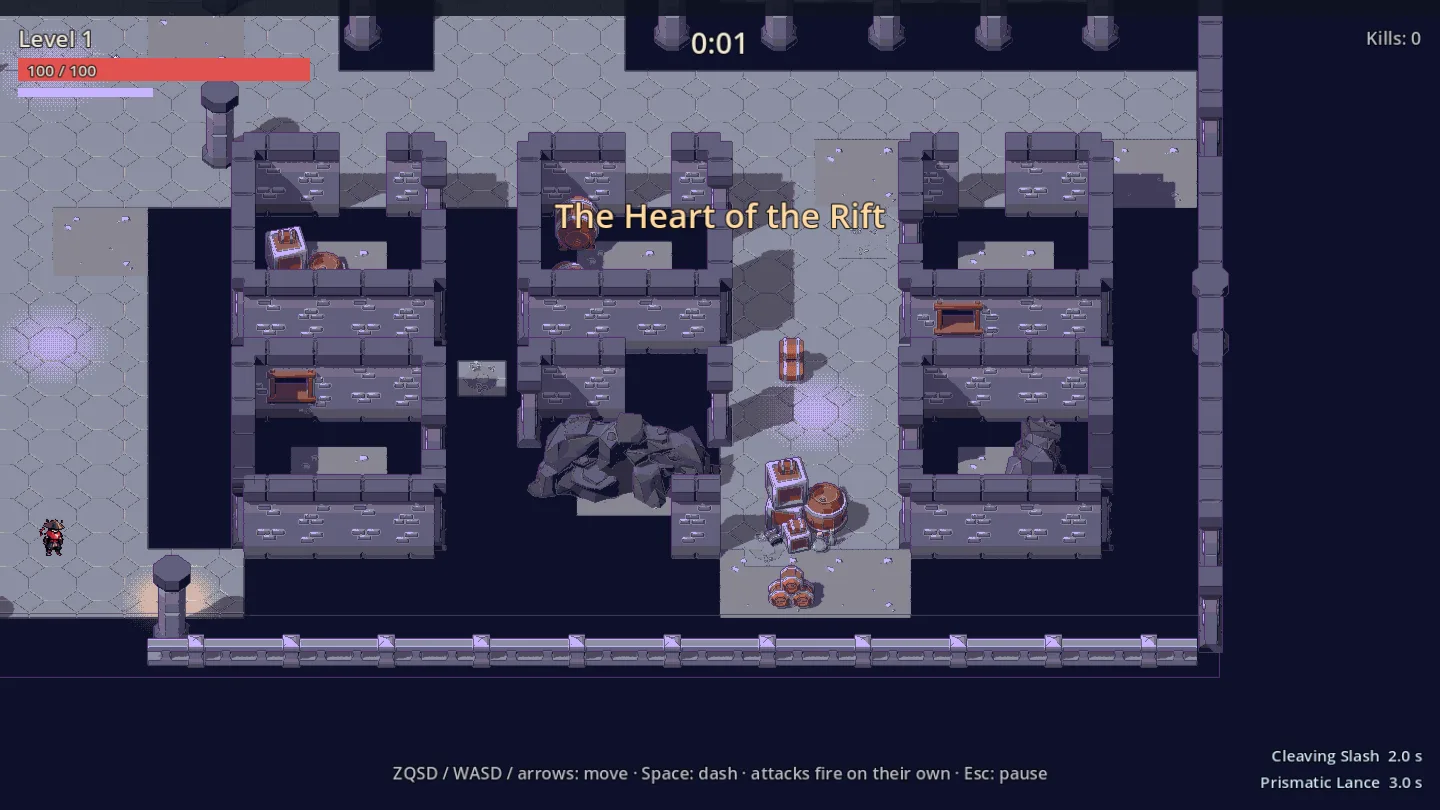 Level 1
0:01
Kills: 0
100 / 100
The Heart of the Rift
Cleaving Slash 2.0 s
ZQSD / WASD / arrows: move · Space: dash · attacks fire on their own · Esc: pause
Prismatic Lance 3.0 s